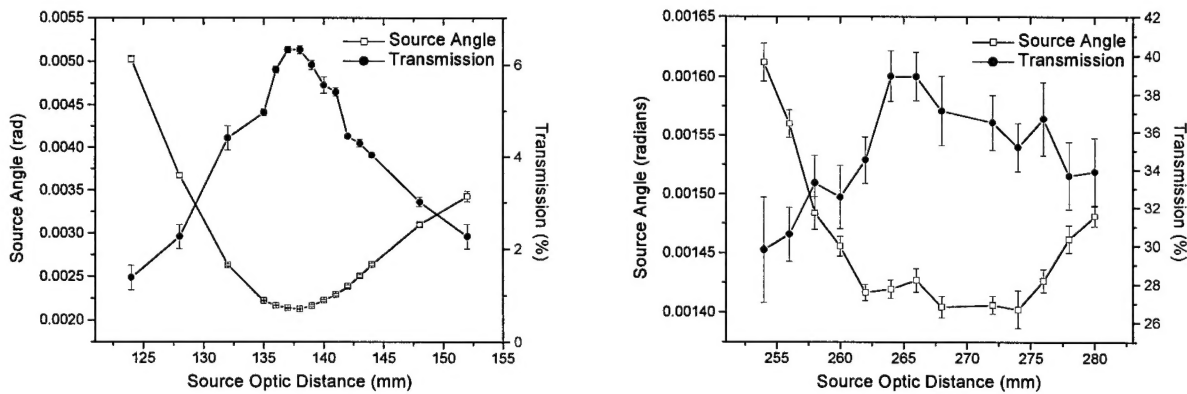 0.0055
0.0050
0.0045
0.0040
0.0035
0.0030
0.0025
0.0020
Source Angle (rad)
Source Angle
Transmission
6
4
2
0
Transmission (%)
125 130 135 140 145 150 155
Source Optic Distance (mm)
0.00165
0.00160
0.00155
0.00150
0.00145
0.00140
Source Angle (radians)
Source Angle
Transmission
42
40
38
36
34
32
30
28
26
Transmission (%)
255 260 265 270 275 280
Source Optic Distance (mm)